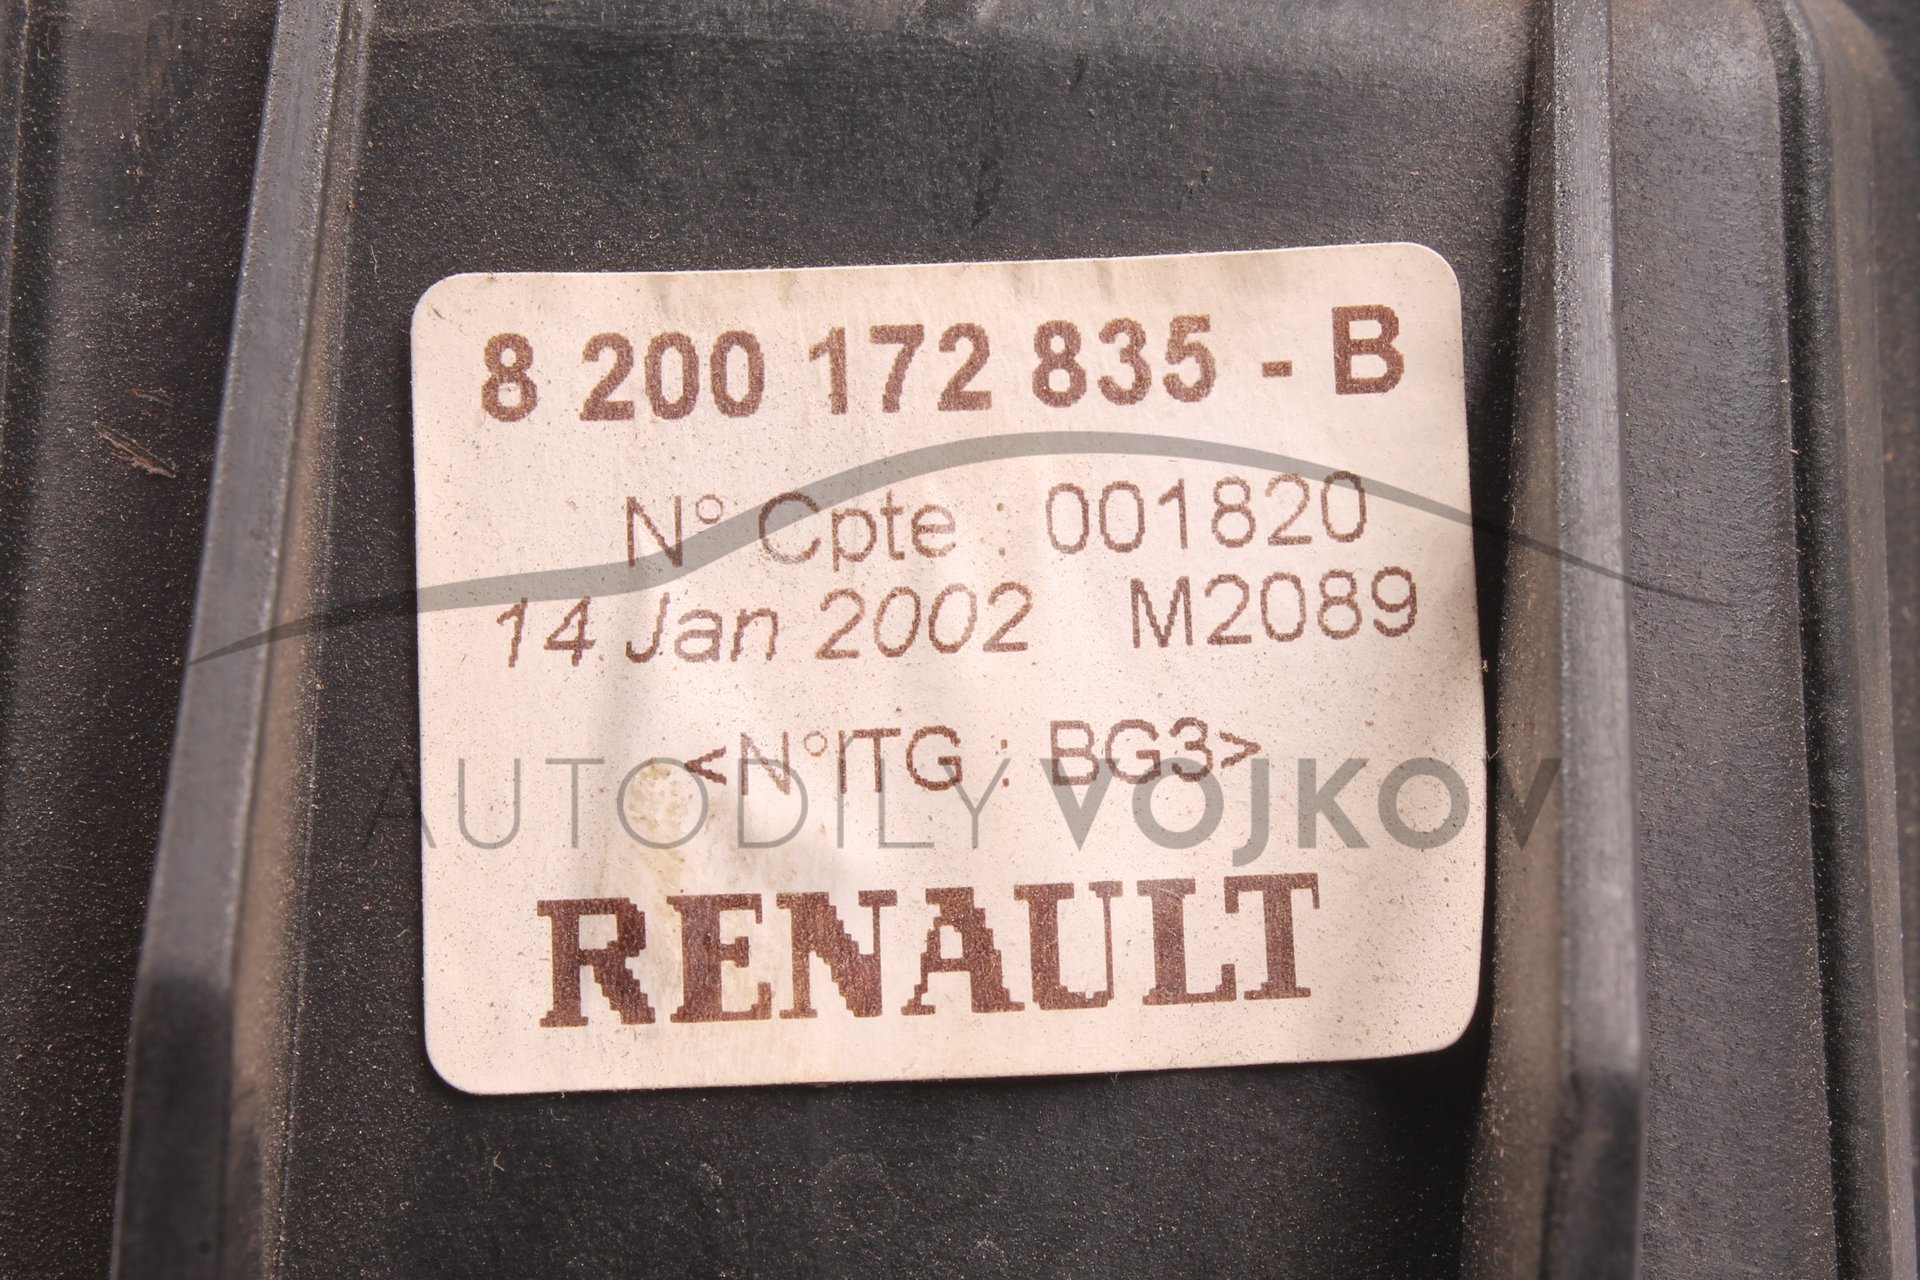 8 200 172 835 - B
N° Cpte : 001820
14 Jan 2002 M2089
<N°ITG : BG3>
AUTODILY VOJKOV
RENAULT